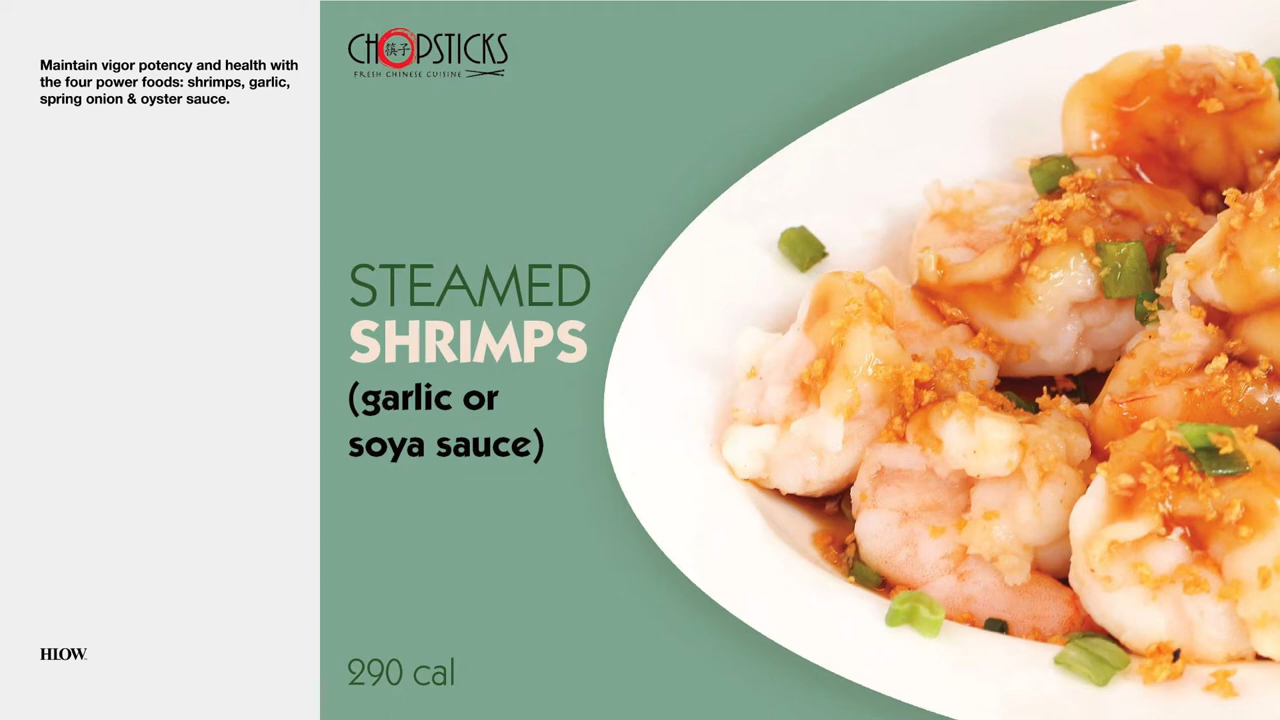 Maintain vigor potency and health with
the four power foods: shrimps, garlic,
spring onion & oyster sauce.
CHOPSTICKS
筷子
FRESH CHINESE CUISINE
STEAMED
SHRIMPS
(garlic or
soya sauce)
290 cal
HLOW